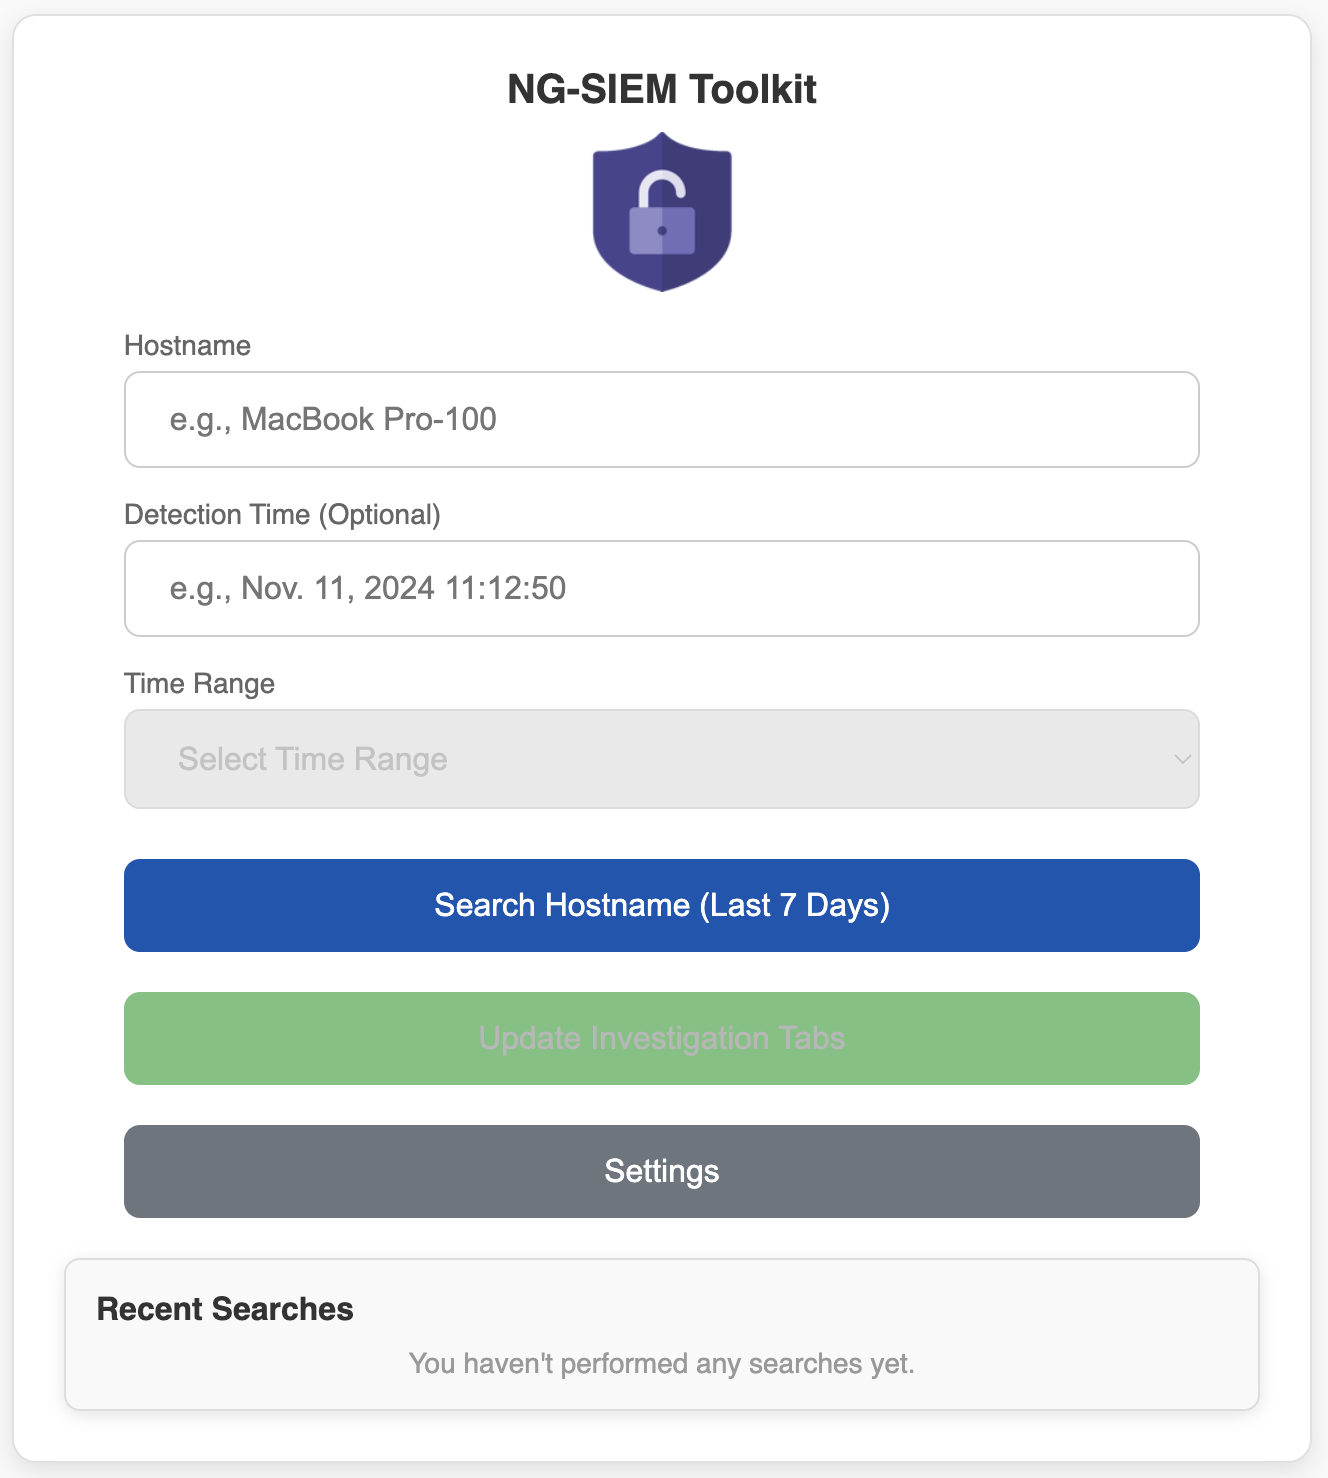 NG-SIEM Toolkit
Hostname
e.g., MacBook Pro-100
Detection Time (Optional)
e.g., Nov. 11, 2024 11:12:50
Time Range
Select Time Range
Search Hostname (Last 7 Days)
Update Investigation Tabs
Settings
Recent Searches
You haven't performed any searches yet.